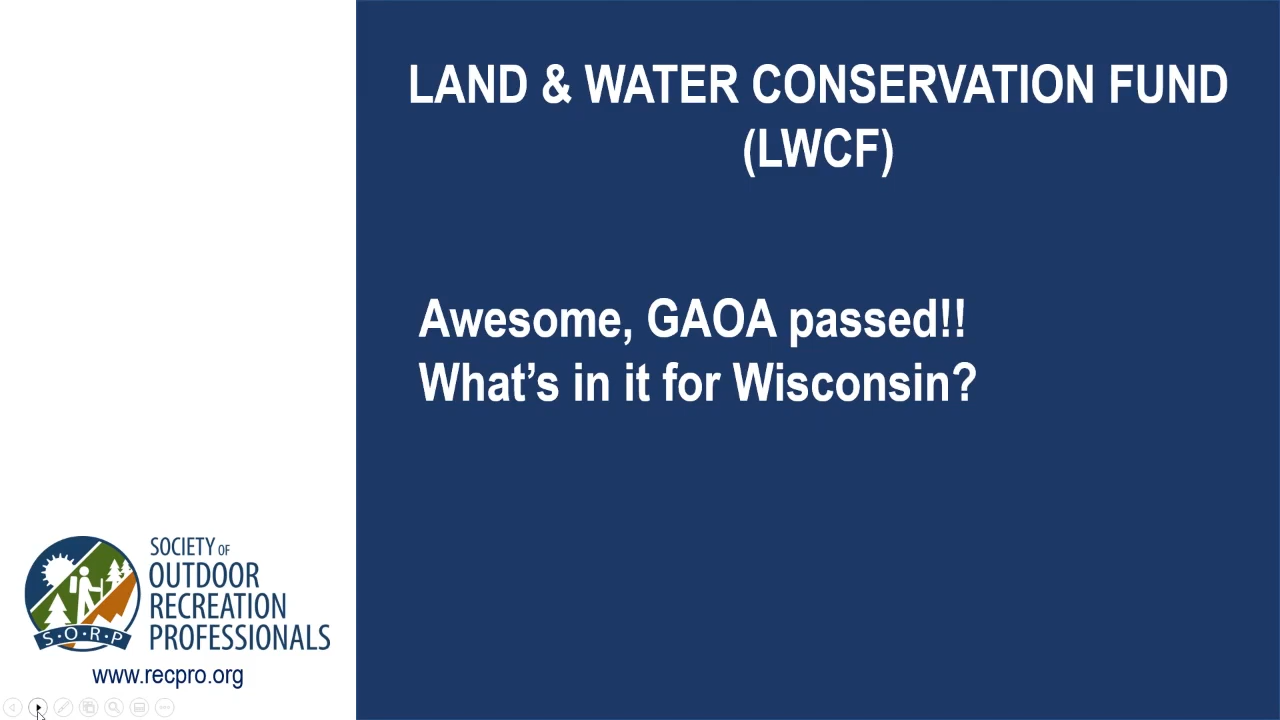 LAND & WATER CONSERVATION FUND
(LWCF)
Awesome, GAOA passed!!
What's in it for Wisconsin?
SOCIETY OF
OUTDOOR
RECREATION
PROFESSIONALS
S·O·R·P
www.recpro.org